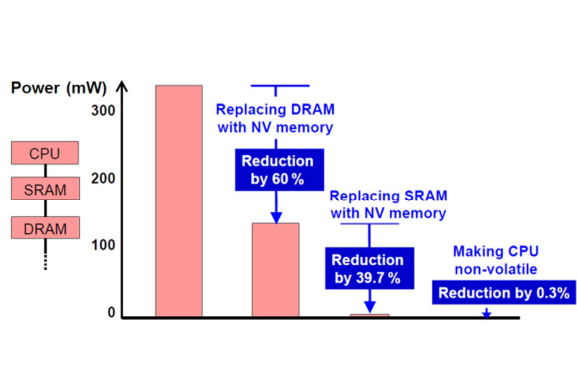 Power (mW)
300
200
100
0
CPU
SRAM
DRAM
Replacing DRAM
with NV memory
Reduction
by 60 %
Replacing SRAM
with NV memory
Reduction
by 39.7 %
Making CPU
non-volatile
Reduction by 0.3%